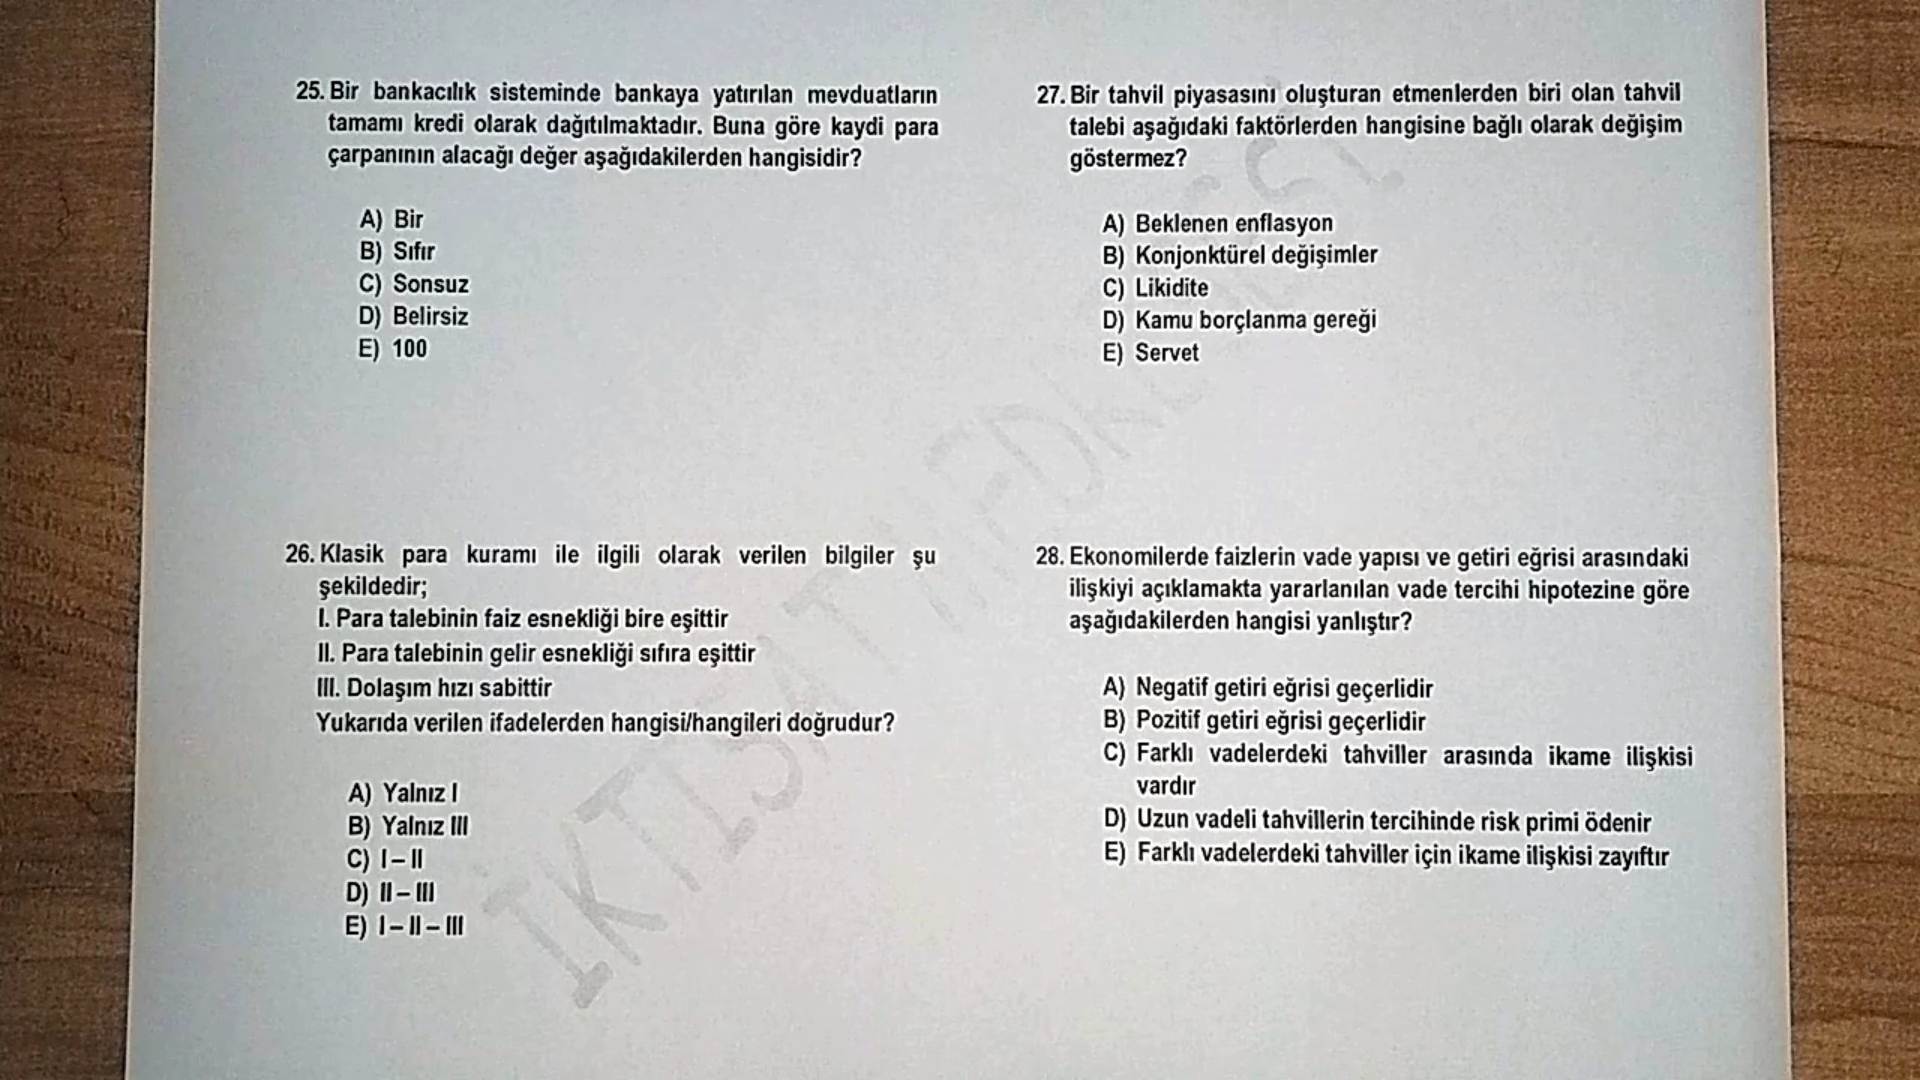 25. Bir bankacılık sisteminde bankaya yatırılan mevduatların
tamamı kredi olarak dağıtılmaktadır. Buna göre kaydi para
çarpanının alacağı değer aşağıdakilerden hangisidir?
A) Bir
B) Sıfır
C) Sonsuz
D) Belirsiz
E) 100
26. Klasik para kuramı ile ilgili olarak verilen bilgiler şu
şekildedir;
I. Para talebinin faiz esnekliği bire eşittir
II. Para talebinin gelir esnekliği sıfıra eşittir
III. Dolaşım hızı sabittir
Yukarıda verilen ifadelerden hangisi/hangileri doğrudur?
A) Yalnız I
B) Yalnız III
C) I – II
D) II – III
E) I – II – III
27. Bir tahvil piyasasını oluşturan etmenlerden biri olan tahvil
talebi aşağıdaki faktörlerden hangisine bağlı olarak değişim
göstermez?
A) Beklenen enflasyon
B) Konjonktürel değişimler
C) Likidite
D) Kamu borçlanma gereği
E) Servet
28. Ekonomilerde faizlerin vade yapısı ve getiri eğrisi arasındaki
ilişkiyi açıklamakta yararlanılan vade tercihi hipotezine göre
aşağıdakilerden hangisi yanlıştır?
A) Negatif getiri eğrisi geçerlidir
B) Pozitif getiri eğrisi geçerlidir
C) Farklı vadelerdeki tahviller arasında ikame ilişkisi
vardır
D) Uzun vadeli tahvillerin tercihinde risk primi ödenir
E) Farklı vadelerdeki tahviller için ikame ilişkisi zayıftır
İKTİSAT